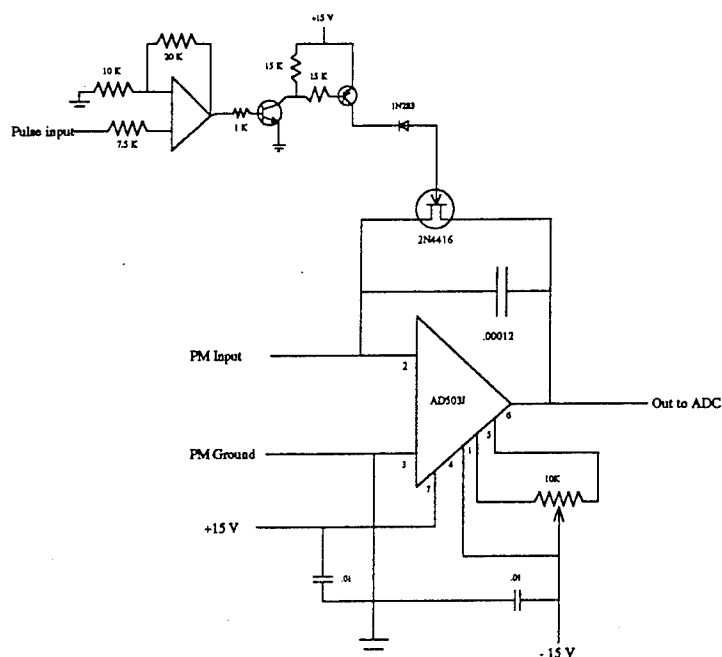 +15 V
20 K
10 K
15 K
15 K
1N283
1 K
Pulse input
7.5 K
2N4416
.00012
PM Input
2
AD503J
6
Out to ADC
5
1
PM Ground
3
4
7
10K
+15 V
.01
.01
- 15 V